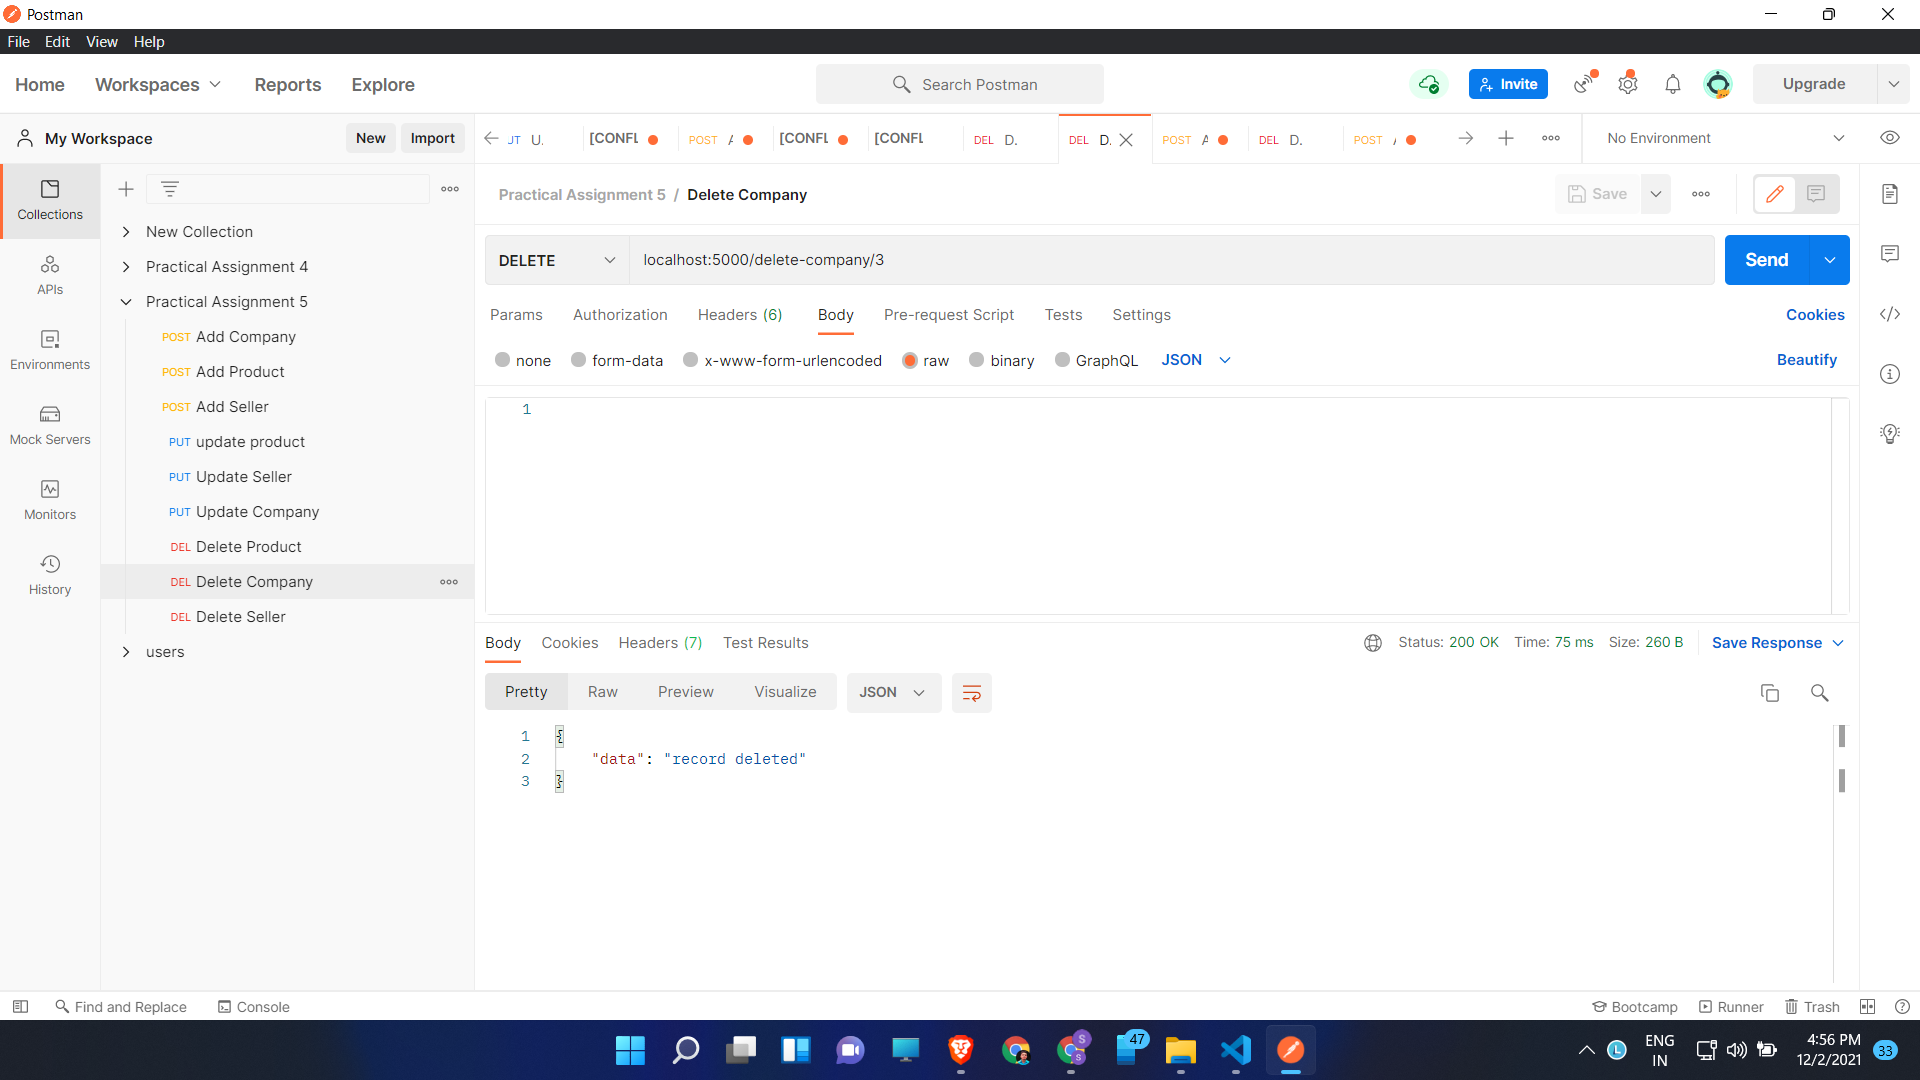 Postman
File Edit View Help
Home Workspaces Reports Explore
Search Postman
Invite
Upgrade
My Workspace
New Import
UT U.
[CONFL
POST
[CONFL
[CONFL
DEL D.
DEL D.
POST
DEL D.
POST
No Environment
Collections
APIs
Environments
Mock Servers
Monitors
History
New Collection
Practical Assignment 4
Practical Assignment 5
POST Add Company
POST Add Product
POST Add Seller
PUT update product
PUT Update Seller
PUT Update Company
DEL Delete Product
DEL Delete Company
DEL Delete Seller
users
Practical Assignment 5 / Delete Company
Save
DELETE localhost:5000/delete-company/3
Send
Params Authorization Headers (6) Body Pre-request Script Tests Settings
Cookies
none form-data x-www-form-urlencoded raw binary GraphQL JSON
Beautify
1
Body Cookies Headers (7) Test Results
Status: 200 OK Time: 75 ms Size: 260 B
Save Response
Pretty Raw Preview Visualize JSON
1 {
2 "data": "record deleted"
3 }
Find and Replace Console
Bootcamp Runner Trash
47
S
S
L
ENG
IN
4:56 PM
12/2/2021
33